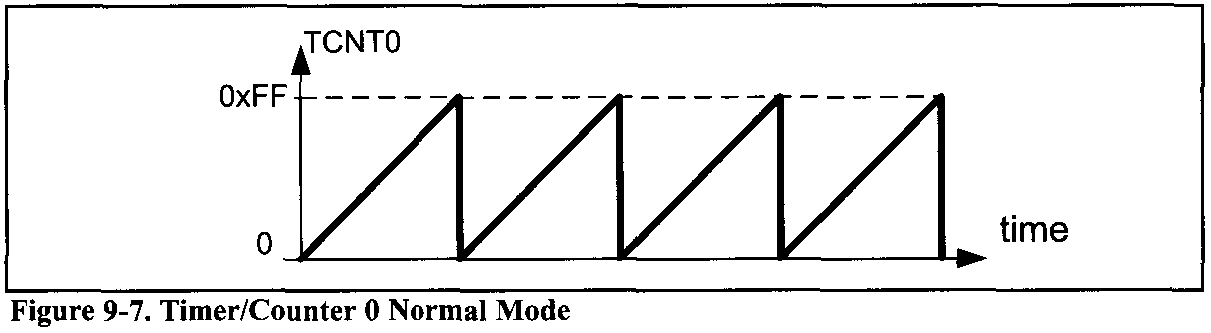 TCNT0
0xFF
0
time
Figure 9-7. Timer/Counter 0 Normal Mode